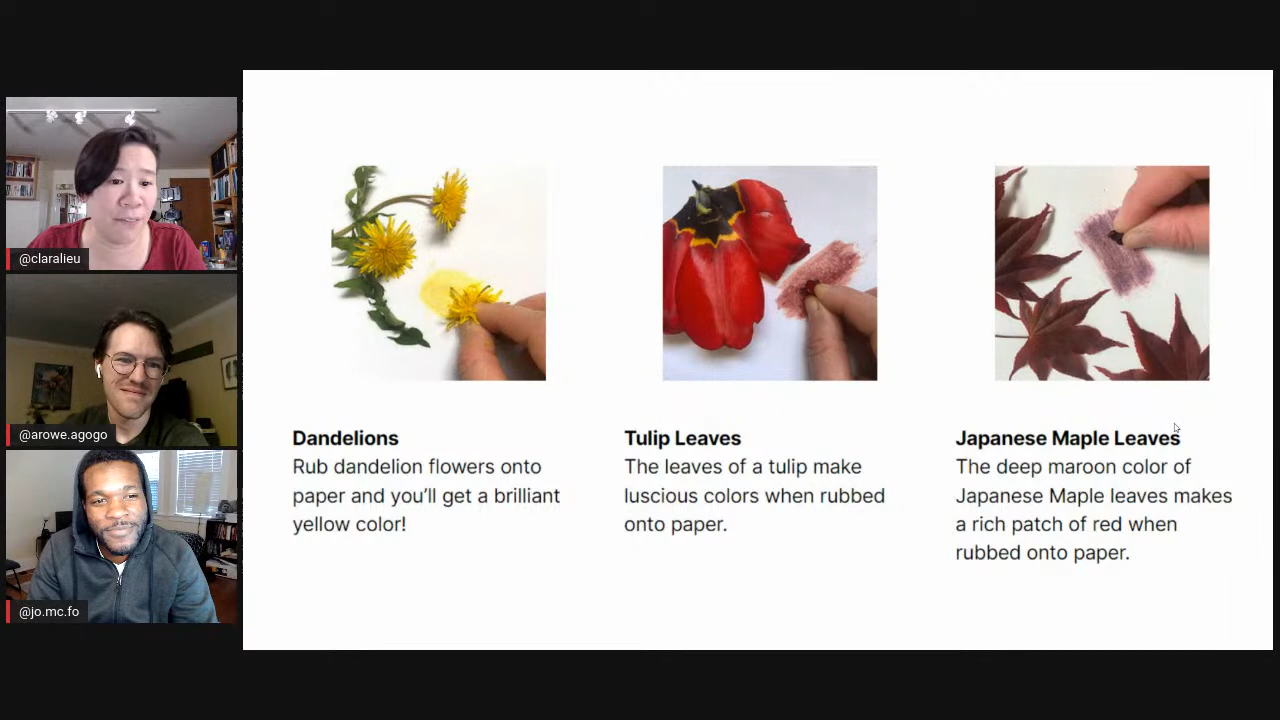 @claralieu
@arowe.agogo
@jo.mc.fo
Dandelions
Rub dandelion flowers onto
paper and you'll get a brilliant
yellow color!
Tulip Leaves
The leaves of a tulip make
luscious colors when rubbed
onto paper.
Japanese Maple Leaves
The deep maroon color of
Japanese Maple leaves makes
a rich patch of red when
rubbed onto paper.